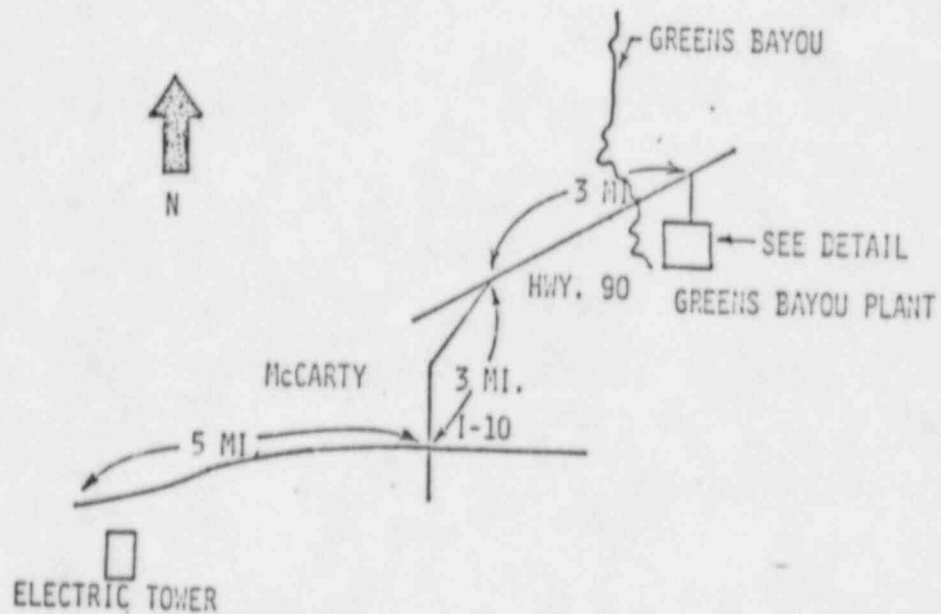 GREENS BAYOU
N
3 MI
SEE DETAIL
HWY. 90
GREENS BAYOU PLANT
McCARTY
3 MI.
I-10
5 MI
ELECTRIC TOWER